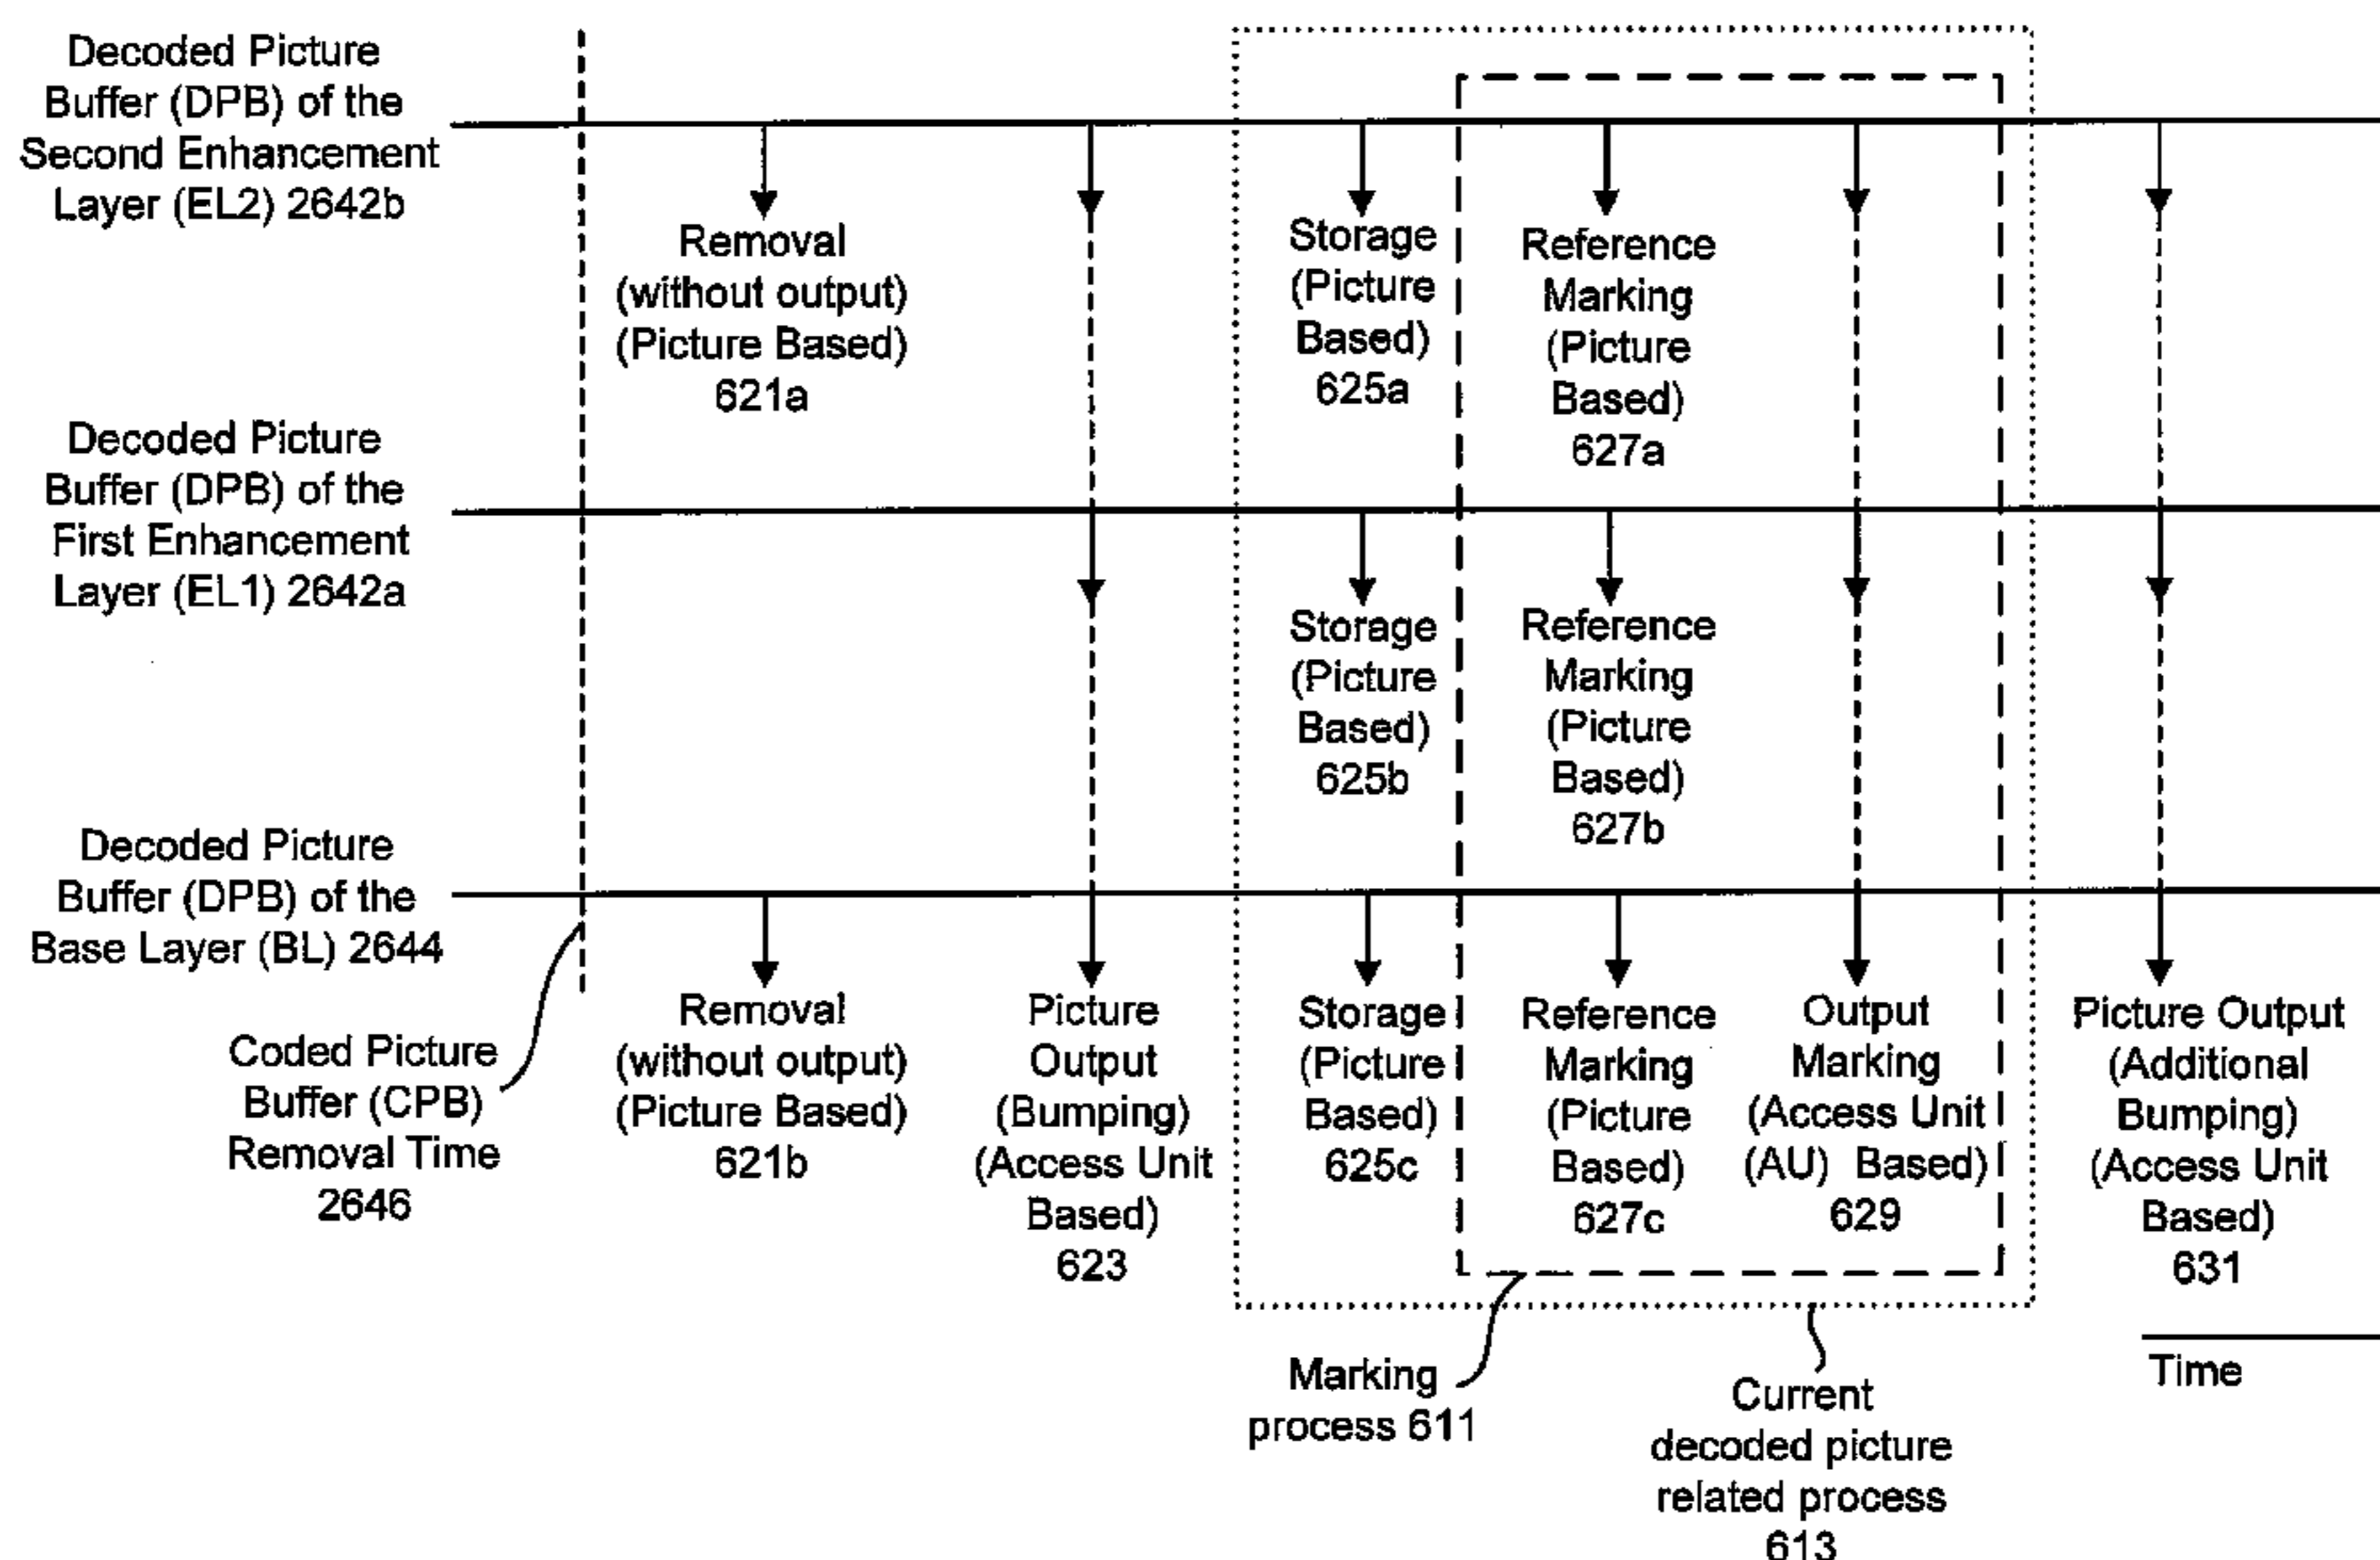 Decoded Picture
Buffer (DPB) of the
Second Enhancement
Layer (EL2) 2642b
Removal
(without output)
(Picture Based)
621a
Storage
(Picture
Based)
625a
Reference
Marking
(Picture
Based)
627a
Decoded Picture
Buffer (DPB) of the
First Enhancement
Layer (EL1) 2642a
Storage
(Picture
Based)
625b
Reference
Marking
(Picture
Based)
627b
Decoded Picture
Buffer (DPB) of the
Base Layer (BL) 2644
Coded Picture
Buffer (CPB)
Removal Time
2646
Removal
(without output)
(Picture Based)
621b
Picture
Output
(Bumping)
(Access Unit
Based)
623
Storage
(Picture
Based)
625c
Reference
Marking
(Picture
Based)
627c
Output
Marking
(Access Unit
(AU) Based)
629
Picture Output
(Additional
Bumping)
(Access Unit
Based)
631
Marking
process 611
Current
decoded picture
related process
613
Time